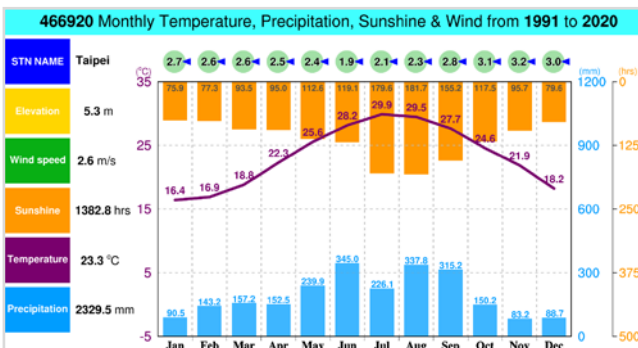 466920 Monthly Temperature, Precipitation, Sunshine & Wind from 1991 to 2020
STN NAME Taipei
2.7 2.6 2.6 2.5 2.4 1.9 2.1 2.3 2.8 3.1 3.2 3.0
(°C) (mm) (hrs)
35 1200 0
75.9 77.3 93.5 95.0 112.6 119.1 179.6 181.7 155.2 117.5 95.7 79.6
Elevation 5.3 m
25 900 125
Wind speed 2.6 m/s
16.4 16.9 18.8 22.3 25.6 28.2 29.9 29.5 27.7 24.6 21.9 18.2
Sunshine 1382.8 hrs
15 600 250
Temperature 23.3 °C
5 300 375
Precipitation 2329.5 mm
90.5 143.2 157.2 152.5 239.9 345.0 226.1 337.8 315.2 150.2 83.2 88.7
-5 0 500
Jan Feb Mar Apr May Jun Jul Aug Sep Oct Nov Dec